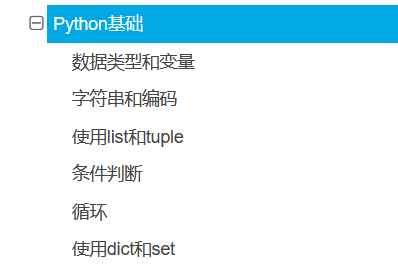 Python基础
数据类型和变量
字符串和编码
使用list和tuple
条件判断
循环
使用dict和set